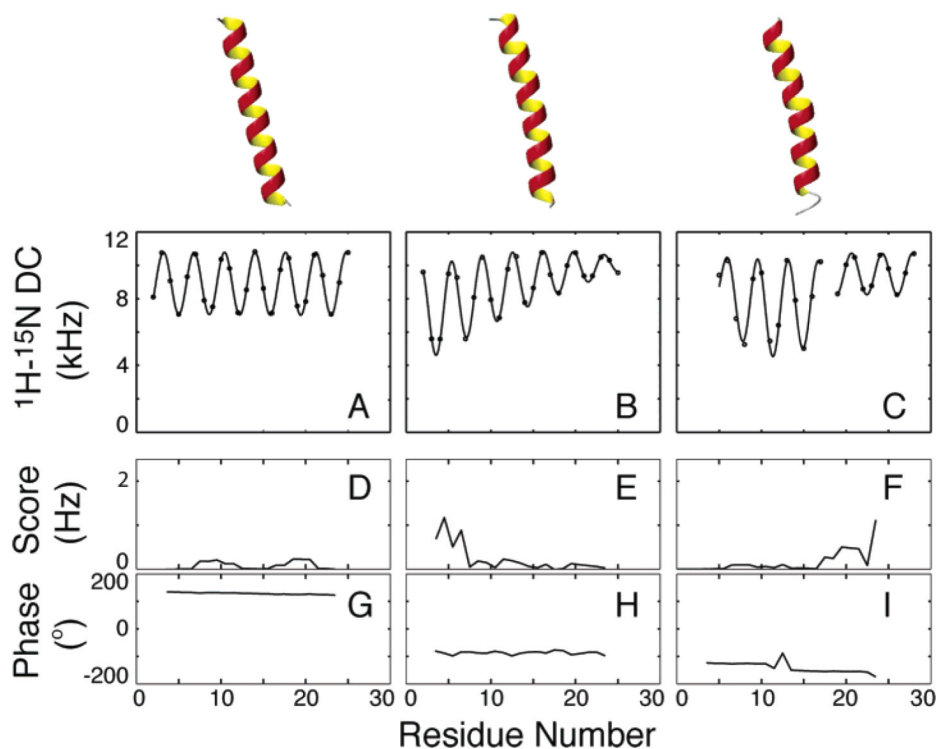 ¹H-¹⁵N DC
(kHz)
12
8
4
0
A
B
C
Score
(Hz)
2
0
D
E
F
Phase
(°)
200
0
-200
G
H
I
0 10 20 30 0 10 20 30 0 10 20 30
Residue Number